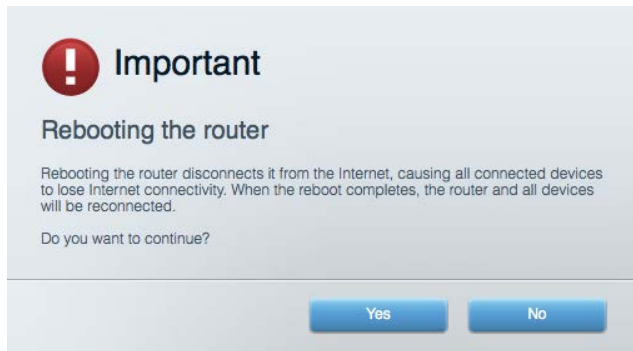 Important
Rebooting the router
Rebooting the router disconnects it from the Internet, causing all connected devices
to lose Internet connectivity. When the reboot completes, the router and all devices
will be reconnected.
Do you want to continue?
Yes
No